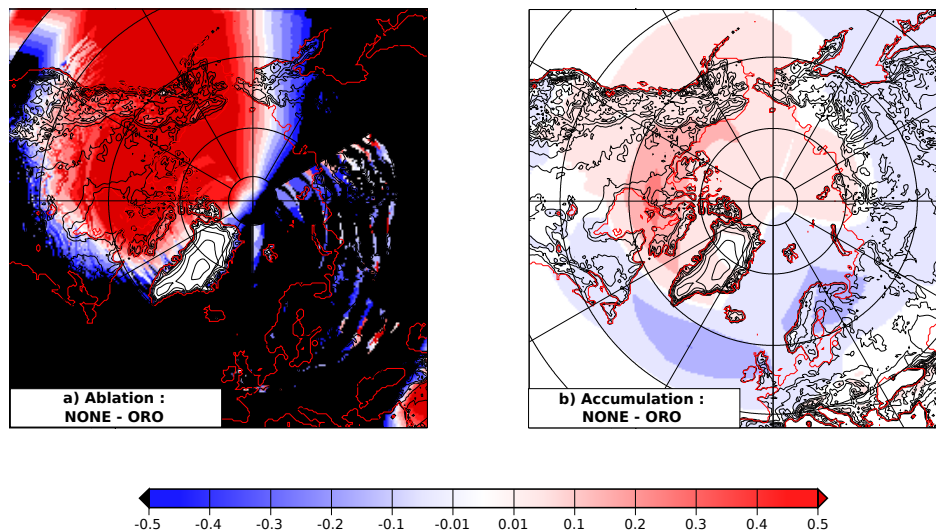 a) Ablation :
NONE - ORO
b) Accumulation :
NONE - ORO
-0.5 -0.4 -0.3 -0.2 -0.1 -0.01 0.01 0.1 0.2 0.3 0.4 0.5